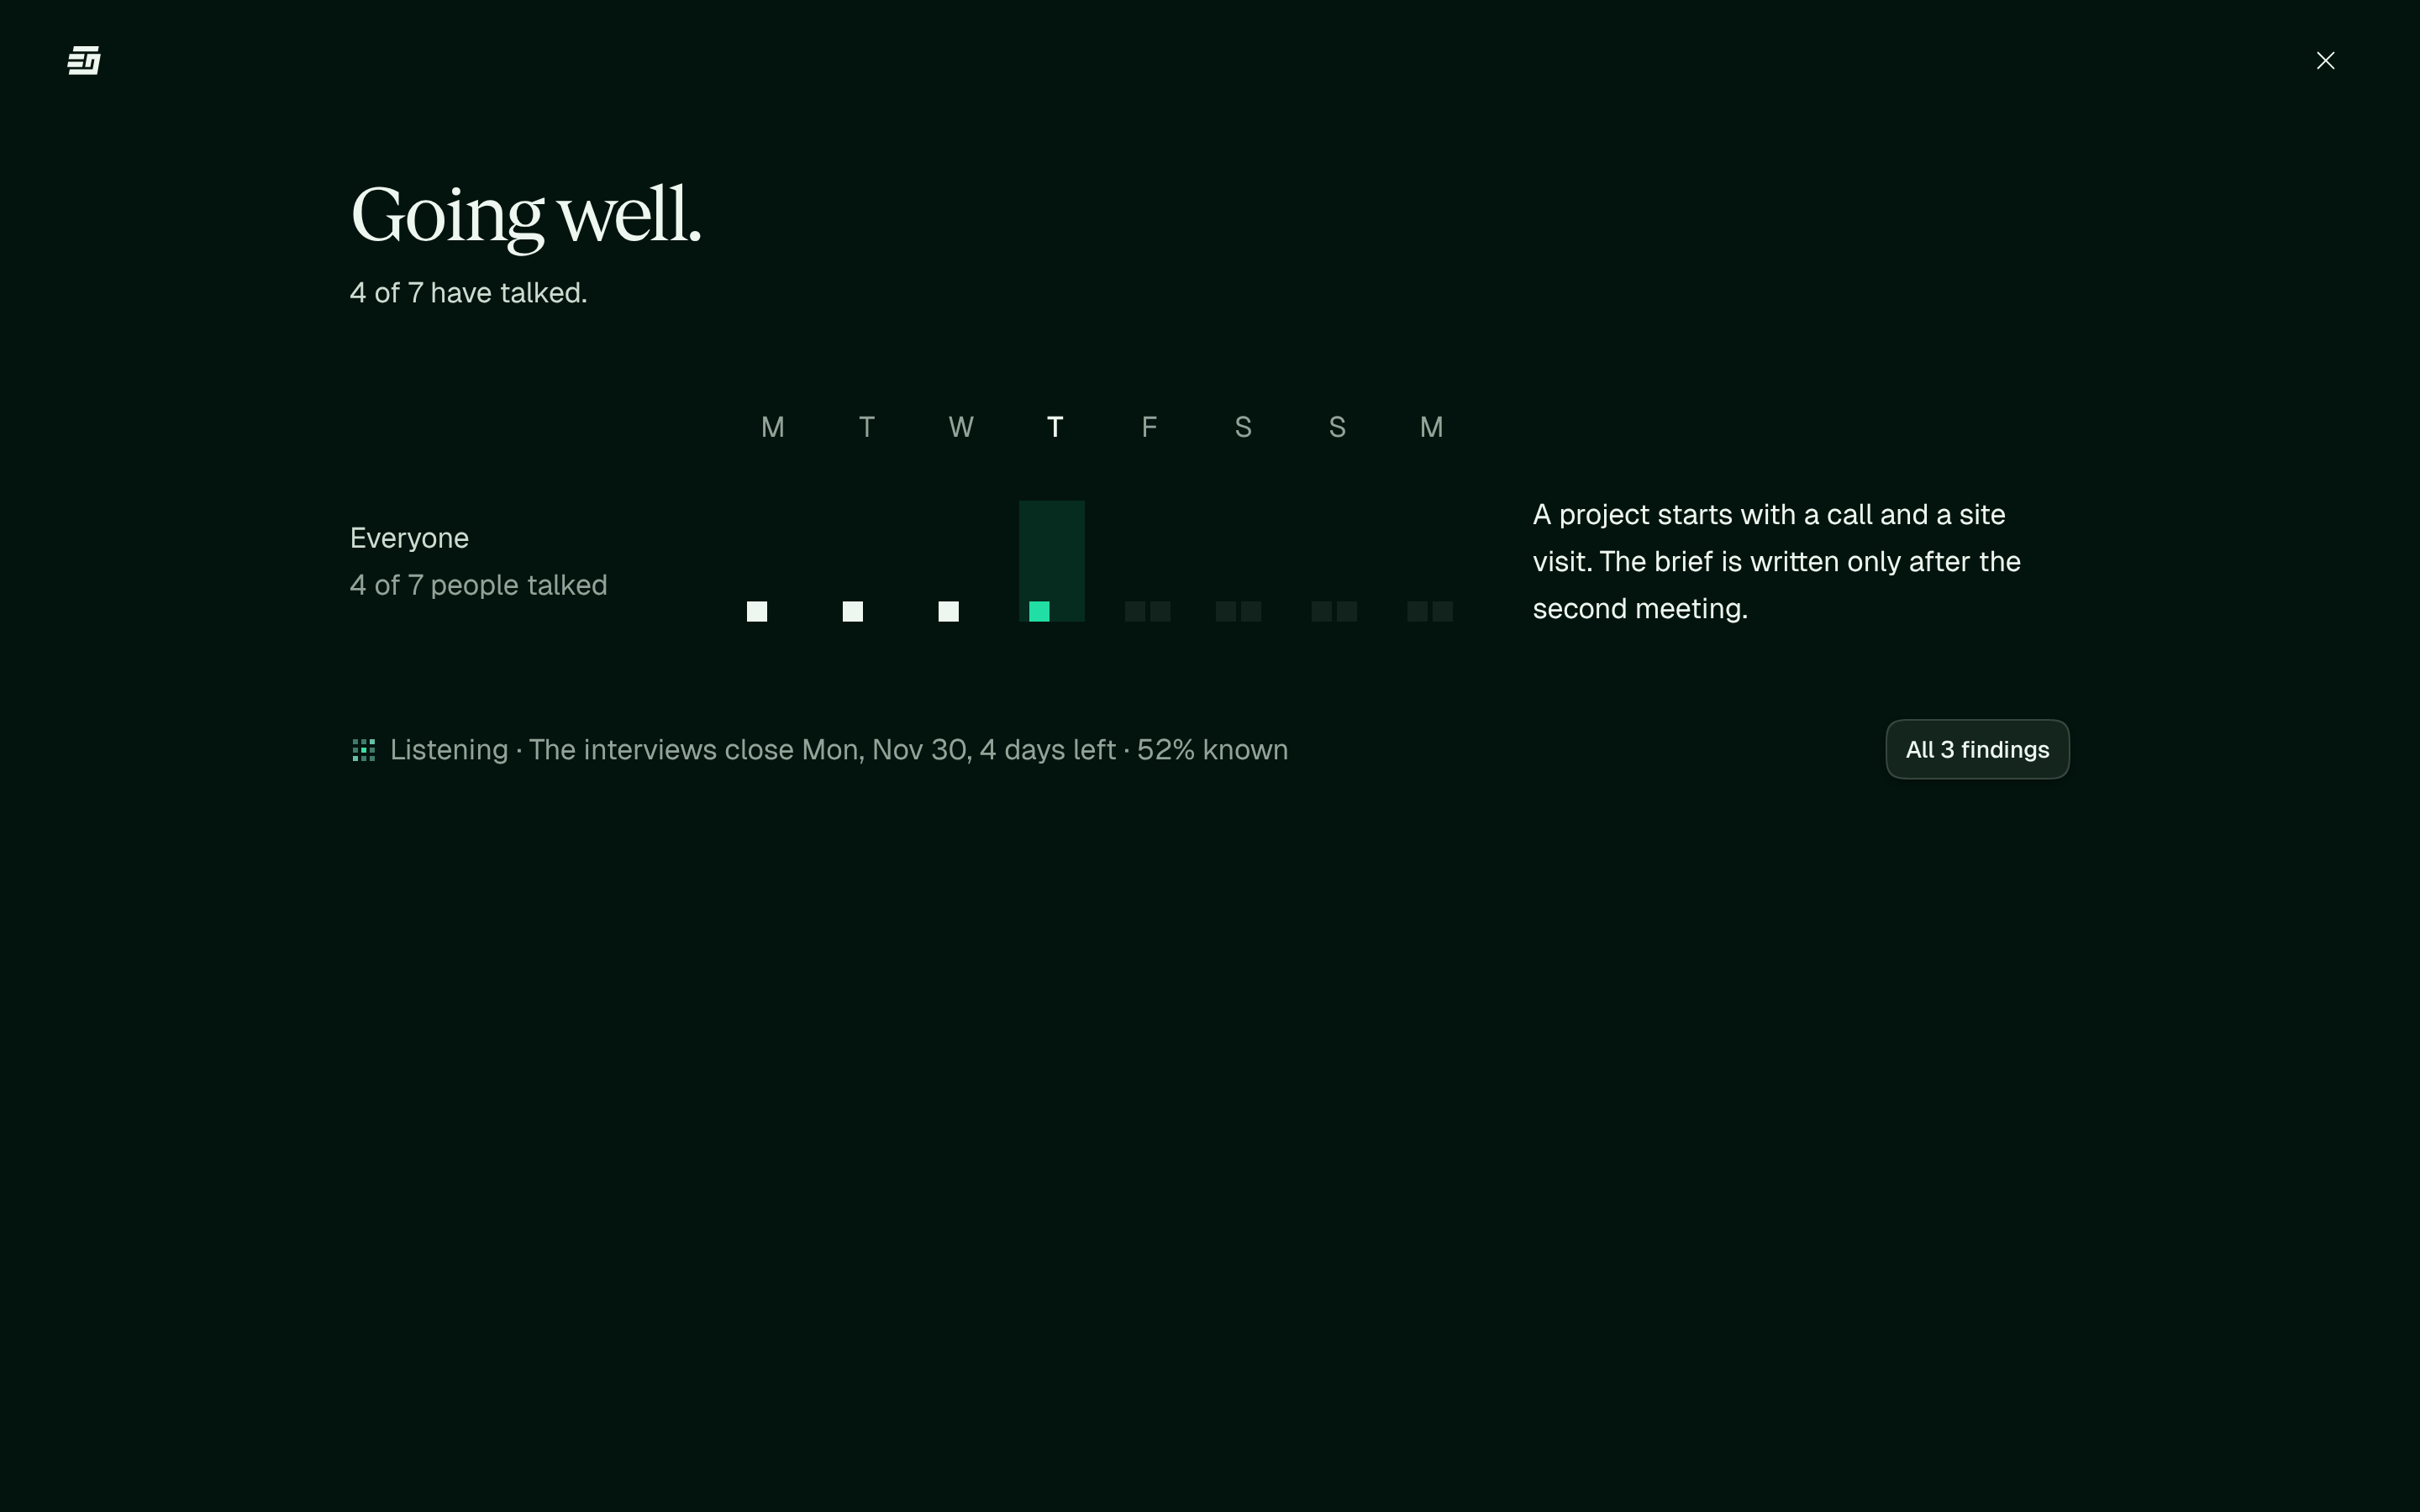 Going well.
4 of 7 have talked.
M T W T F S S M
Everyone
4 of 7 people talked
A project starts with a call and a site
visit. The brief is written only after the
second meeting.
Listening · The interviews close Mon, Nov 30, 4 days left · 52% known
All 3 findings